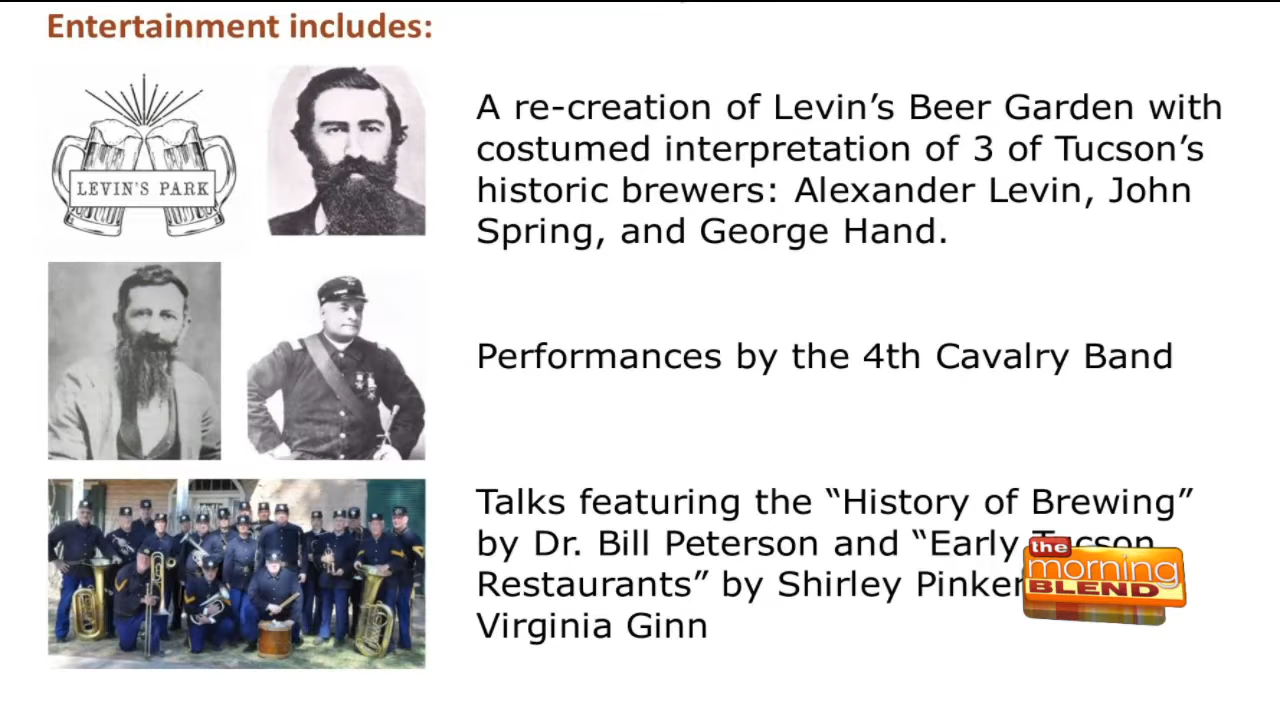 Entertainment includes:
LEVIN'S PARK
A re-creation of Levin’s Beer Garden with
costumed interpretation of 3 of Tucson’s
historic brewers: Alexander Levin, John
Spring, and George Hand.
Performances by the 4th Cavalry Band
Talks featuring the “History of Brewing”
by Dr. Bill Peterson and “Early Tucson
Restaurants” by Shirley
Virginia Ginn
the
morning
BLEND